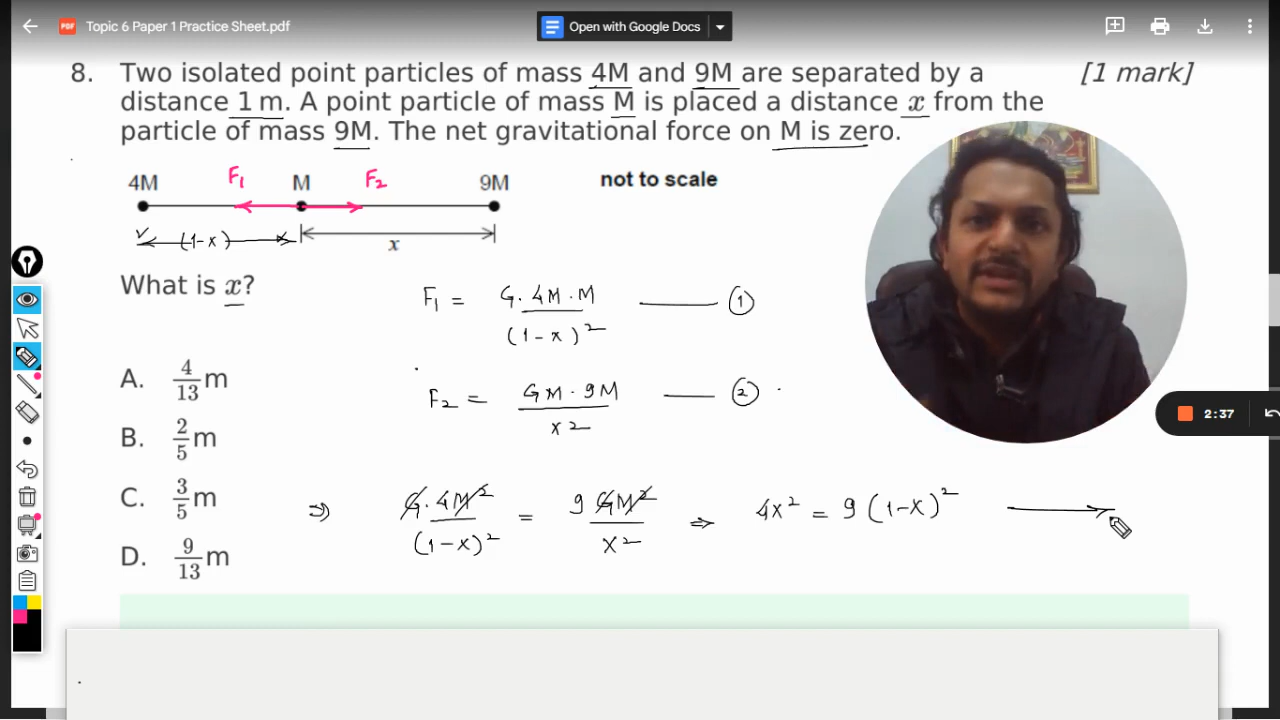 PDF Topic 6 Paper 1 Practice Sheet.pdf
Open with Google Docs
8. Two isolated point particles of mass 4M and 9M are separated by a [1 mark]
distance 1 m. A point particle of mass M is placed a distance x from the
particle of mass 9M. The net gravitational force on M is zero.
F₁ F₂
4M M 9M not to scale
(1-x) x
What is x?
F₁ = G. 4M . M / (1-x)² ① 
2:37
A. 4/13 m
F₂ = GM . 9M / x² ②
B. 2/5 m
C. 3/5 m
⇒ G. 4M² / (1-x)² = 9 GM² / x² ⇒ 4x² = 9 (1-x)²
D. 9/13 m